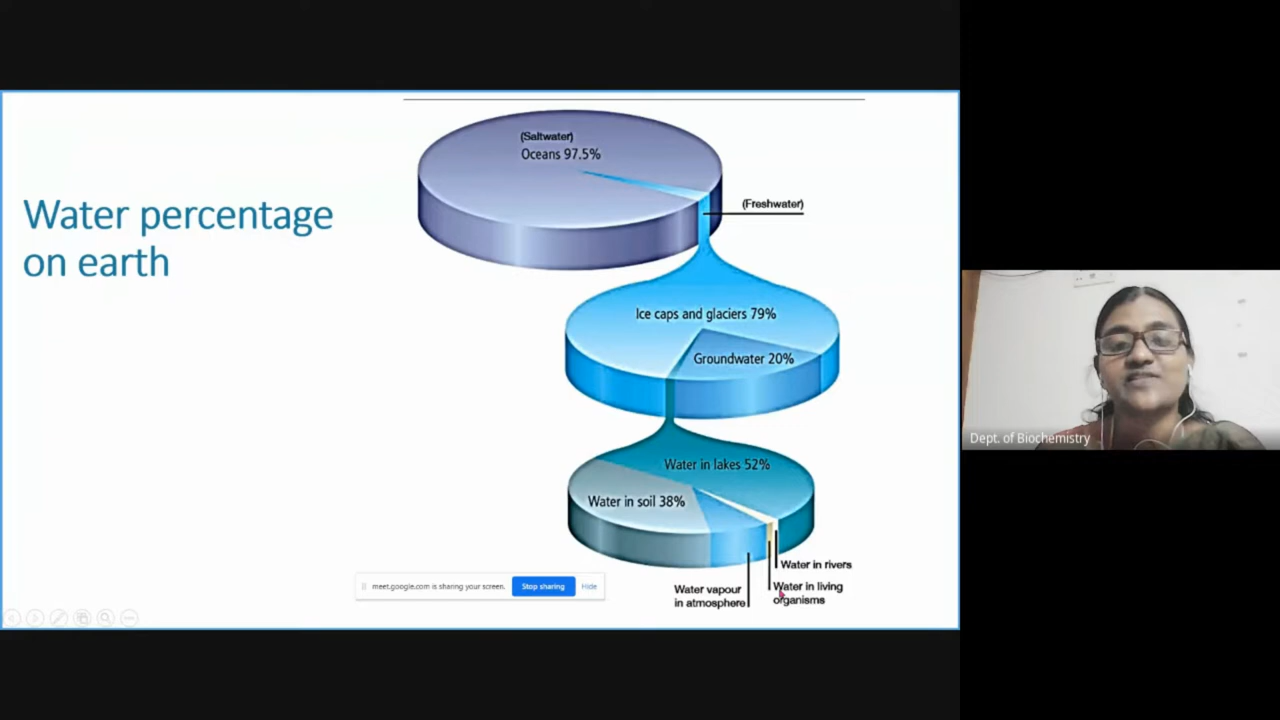 (Saltwater)
Oceans 97.5%
Water percentage
on earth
(Freshwater)
Ice caps and glaciers 79%
Groundwater 20%
Water in lakes 52%
Water in soil 38%
Water in rivers
Water in living
organisms
Water vapour
in atmosphere
meet.google.com is sharing your screen.
Stop sharing
Hide
Dept. of Biochemistry